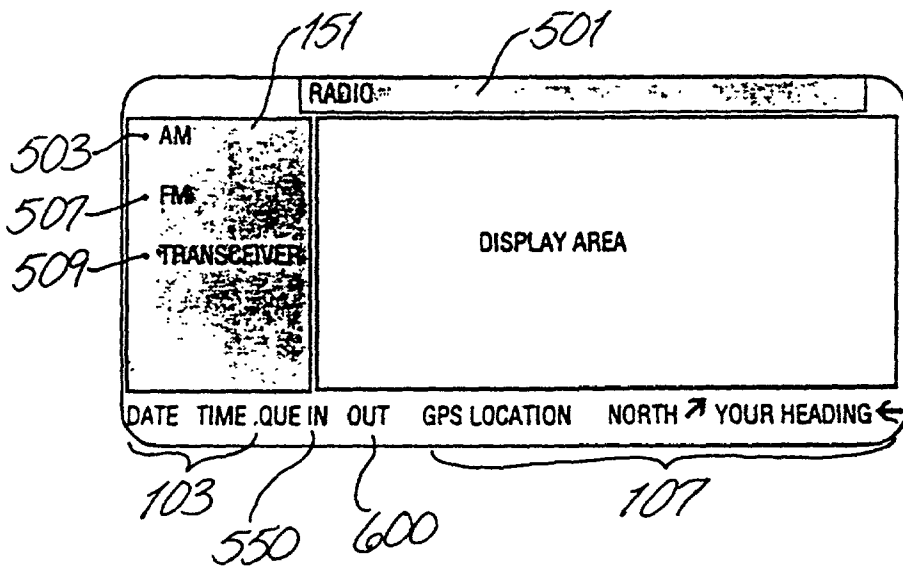 151
501
RADIO
503
AM
507
FM
509
TRANSCEIVER
DISPLAY AREA
DATE TIME .QUE IN OUT GPS LOCATION NORTH ↗ YOUR HEADING ←
103
550
600
107